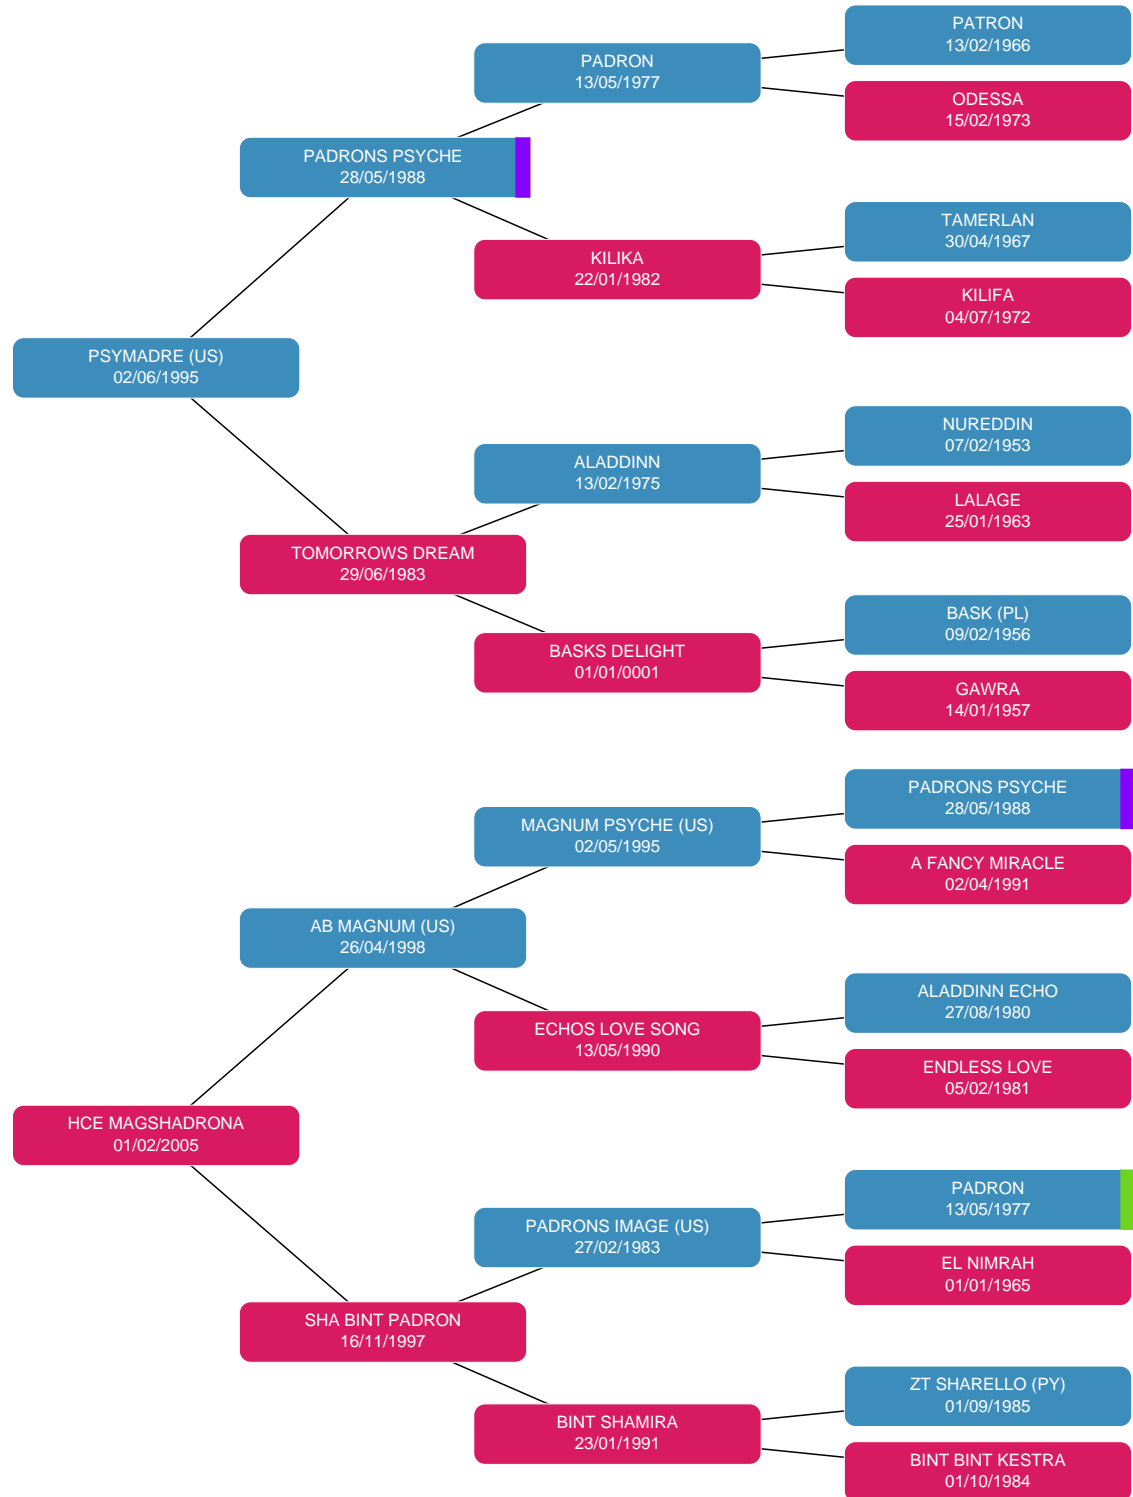 PATRON
13/02/1966
PADRON
13/05/1977
ODESSA
15/02/1973
PADRONS PSYCHE
28/05/1988
TAMERLAN
30/04/1967
KILIKA
22/01/1982
KILIFA
04/07/1972
PSYMADRE (US)
02/06/1995
NUREDDIN
07/02/1953
ALADDINN
13/02/1975
LALAGE
25/01/1963
TOMORROWS DREAM
29/06/1983
BASK (PL)
09/02/1956
BASKS DELIGHT
01/01/0001
GAWRA
14/01/1957
PADRONS PSYCHE
28/05/1988
MAGNUM PSYCHE (US)
02/05/1995
A FANCY MIRACLE
02/04/1991
AB MAGNUM (US)
26/04/1998
ALADDINN ECHO
27/08/1980
ECHOS LOVE SONG
13/05/1990
ENDLESS LOVE
05/02/1981
HCE MAGSHADRONA
01/02/2005
PADRON
13/05/1977
PADRONS IMAGE (US)
27/02/1983
EL NIMRAH
01/01/1965
SHA BINT PADRON
16/11/1997
ZT SHARELLO (PY)
01/09/1985
BINT SHAMIRA
23/01/1991
BINT BINT KESTRA
01/10/1984